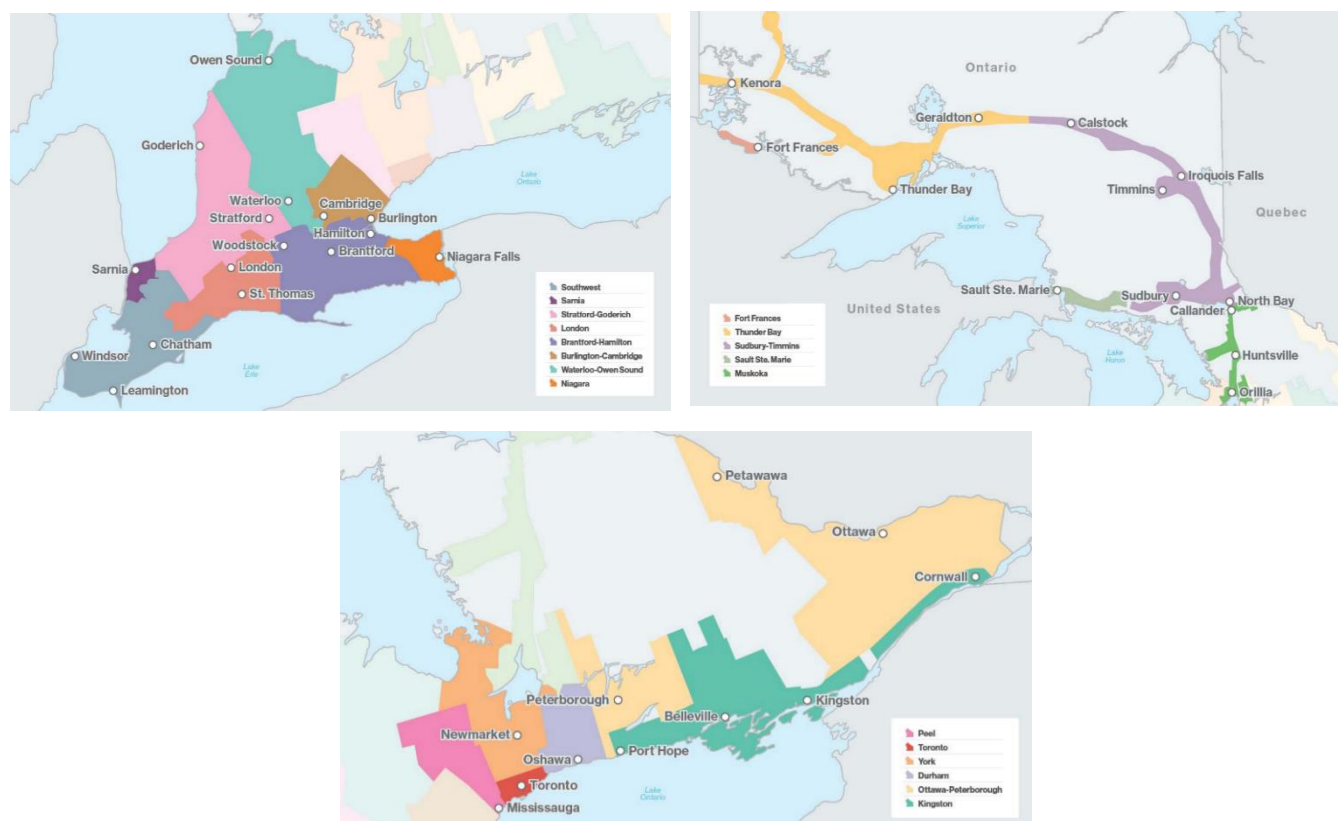 Owen Sound
Goderich
Waterloo
Cambridge
Stratford
Burlington
Hamilton
Woodstock
Brantford
Niagara Falls
Sarnia
London
St. Thomas
Windsor
Chatham
Leamington
Lake
Ontario
Lake
Erie
Southwest
Sarnia
Stratford-Goderich
London
Brantford-Hamilton
Burlington-Cambridge
Waterloo-Owen Sound
Niagara
Ontario
Kenora
Geraldton
Calstock
Fort Frances
Iroquois Falls
Thunder Bay
Timmins
Quebec
Lake
Superior
Sault Ste. Marie
Sudbury
North Bay
United States
Callander
Huntsville
Lake
Huron
Orillia
Fort Frances
Thunder Bay
Sudbury-Timmins
Sault Ste. Marie
Muskoka
Petawawa
Ottawa
Cornwall
Peterborough
Kingston
Belleville
Newmarket
Port Hope
Oshawa
Toronto
Mississauga
Lake
Ontario
Peel
Toronto
York
Durham
Ottawa-Peterborough
Kingston